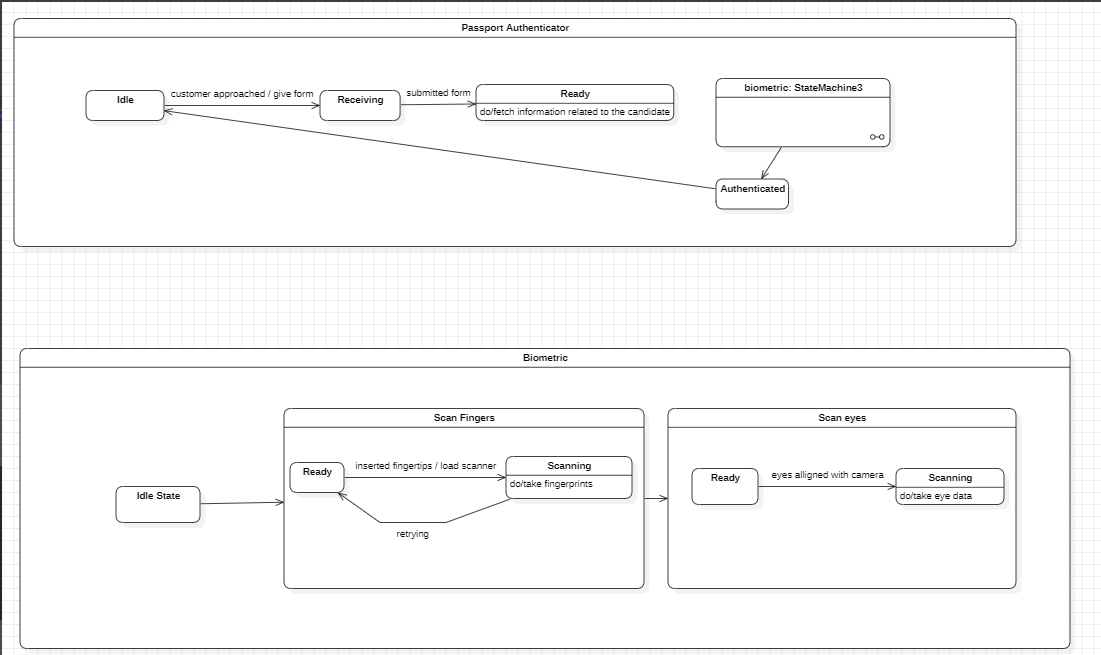 Passport Authenticator
Idle
customer approached / give form
Receiving
submitted form
Ready
do/fetch information related to the candidate
biometric: StateMachine3
Authenticated
Biometric
Idle State
Scan Fingers
Ready
inserted fingertips / load scanner
Scanning
do/take fingerprints
retrying
Scan eyes
Ready
eyes alligned with camera
Scanning
do/take eye data